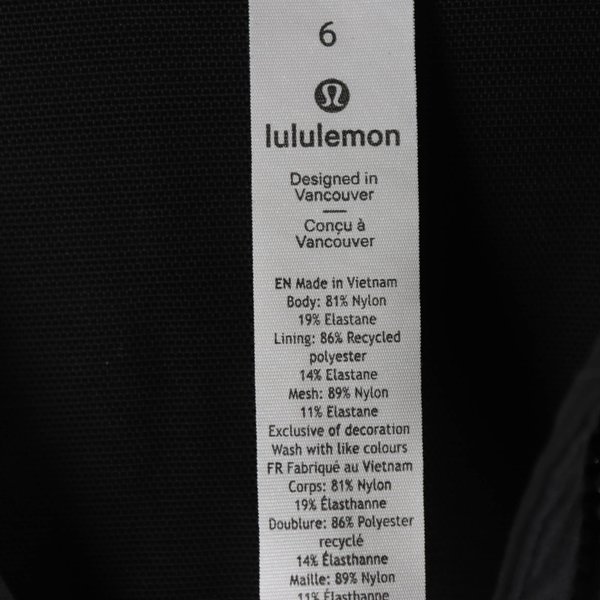 6
lululemon
Designed in
Vancouver
Conçu à
Vancouver
EN Made in Vietnam
Body: 81% Nylon
19% Elastane
Lining: 86% Recycled
polyester
14% Elastane
Mesh: 89% Nylon
11% Elastane
Exclusive of decoration
Wash with like colours
FR Fabriqué au Vietnam
Corps: 81% Nylon
19% Élasthanne
Doublure: 86% Polyester
recyclé
14% Élasthanne
Maille: 89% Nylon
11% Élasthanne